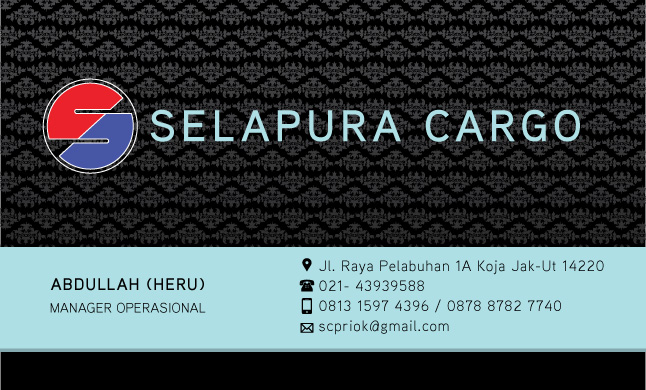 SELAPURA CARGO
ABDULLAH (HERU)
MANAGER OPERASIONAL
Jl. Raya Pelabuhan 1A Koja Jak-Ut 14220
021- 43939588
0813 1597 4396 / 0878 8782 7740
scpriok@gmail.com